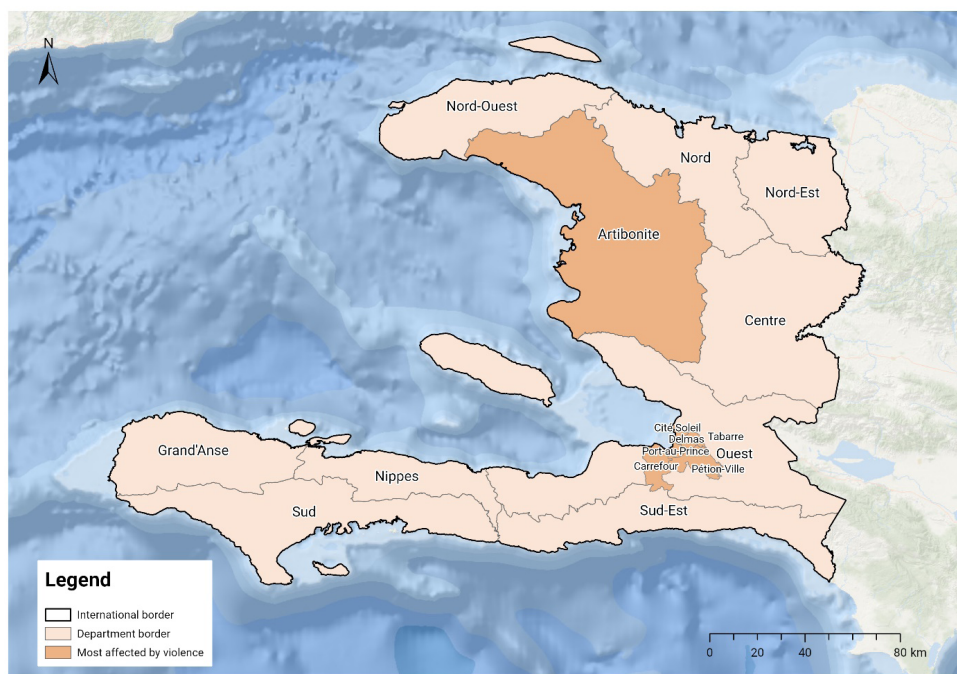 N
Nord-Ouest
Nord
Nord-Est
Artibonite
Centre
Cité Soleil
Delmas
Tabarre
Port-au-Prince
Ouest
Carrefour
Pétion-Ville
Grand'Anse
Nippes
Sud
Sud-Est
Legend
International border
Department border
Most affected by violence
0 20 40 80 km